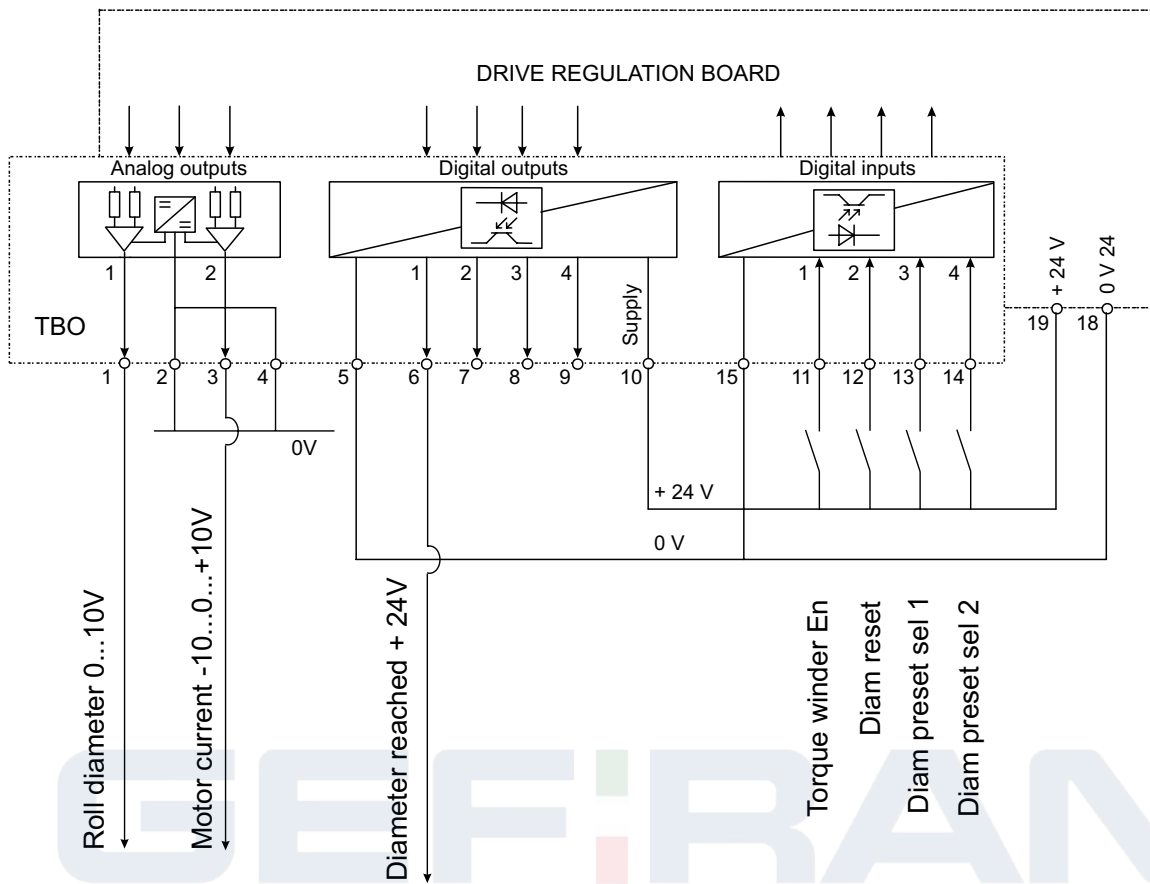 DRIVE REGULATION BOARD
Analog outputs
Digital outputs
Digital inputs
1 2
1 2 3 4
Supply
1 2 3 4
+ 24 V
0 V 24
TBO
19 18
1 2 3 4 5 6 7 8 9 10 15 11 12 13 14
0V
+ 24 V
0 V
Roll diameter 0...10V
Motor current -10...0...+10V
Diameter reached + 24V
Torque winder En
Diam reset
Diam preset sel 1
Diam preset sel 2
GEFRAN